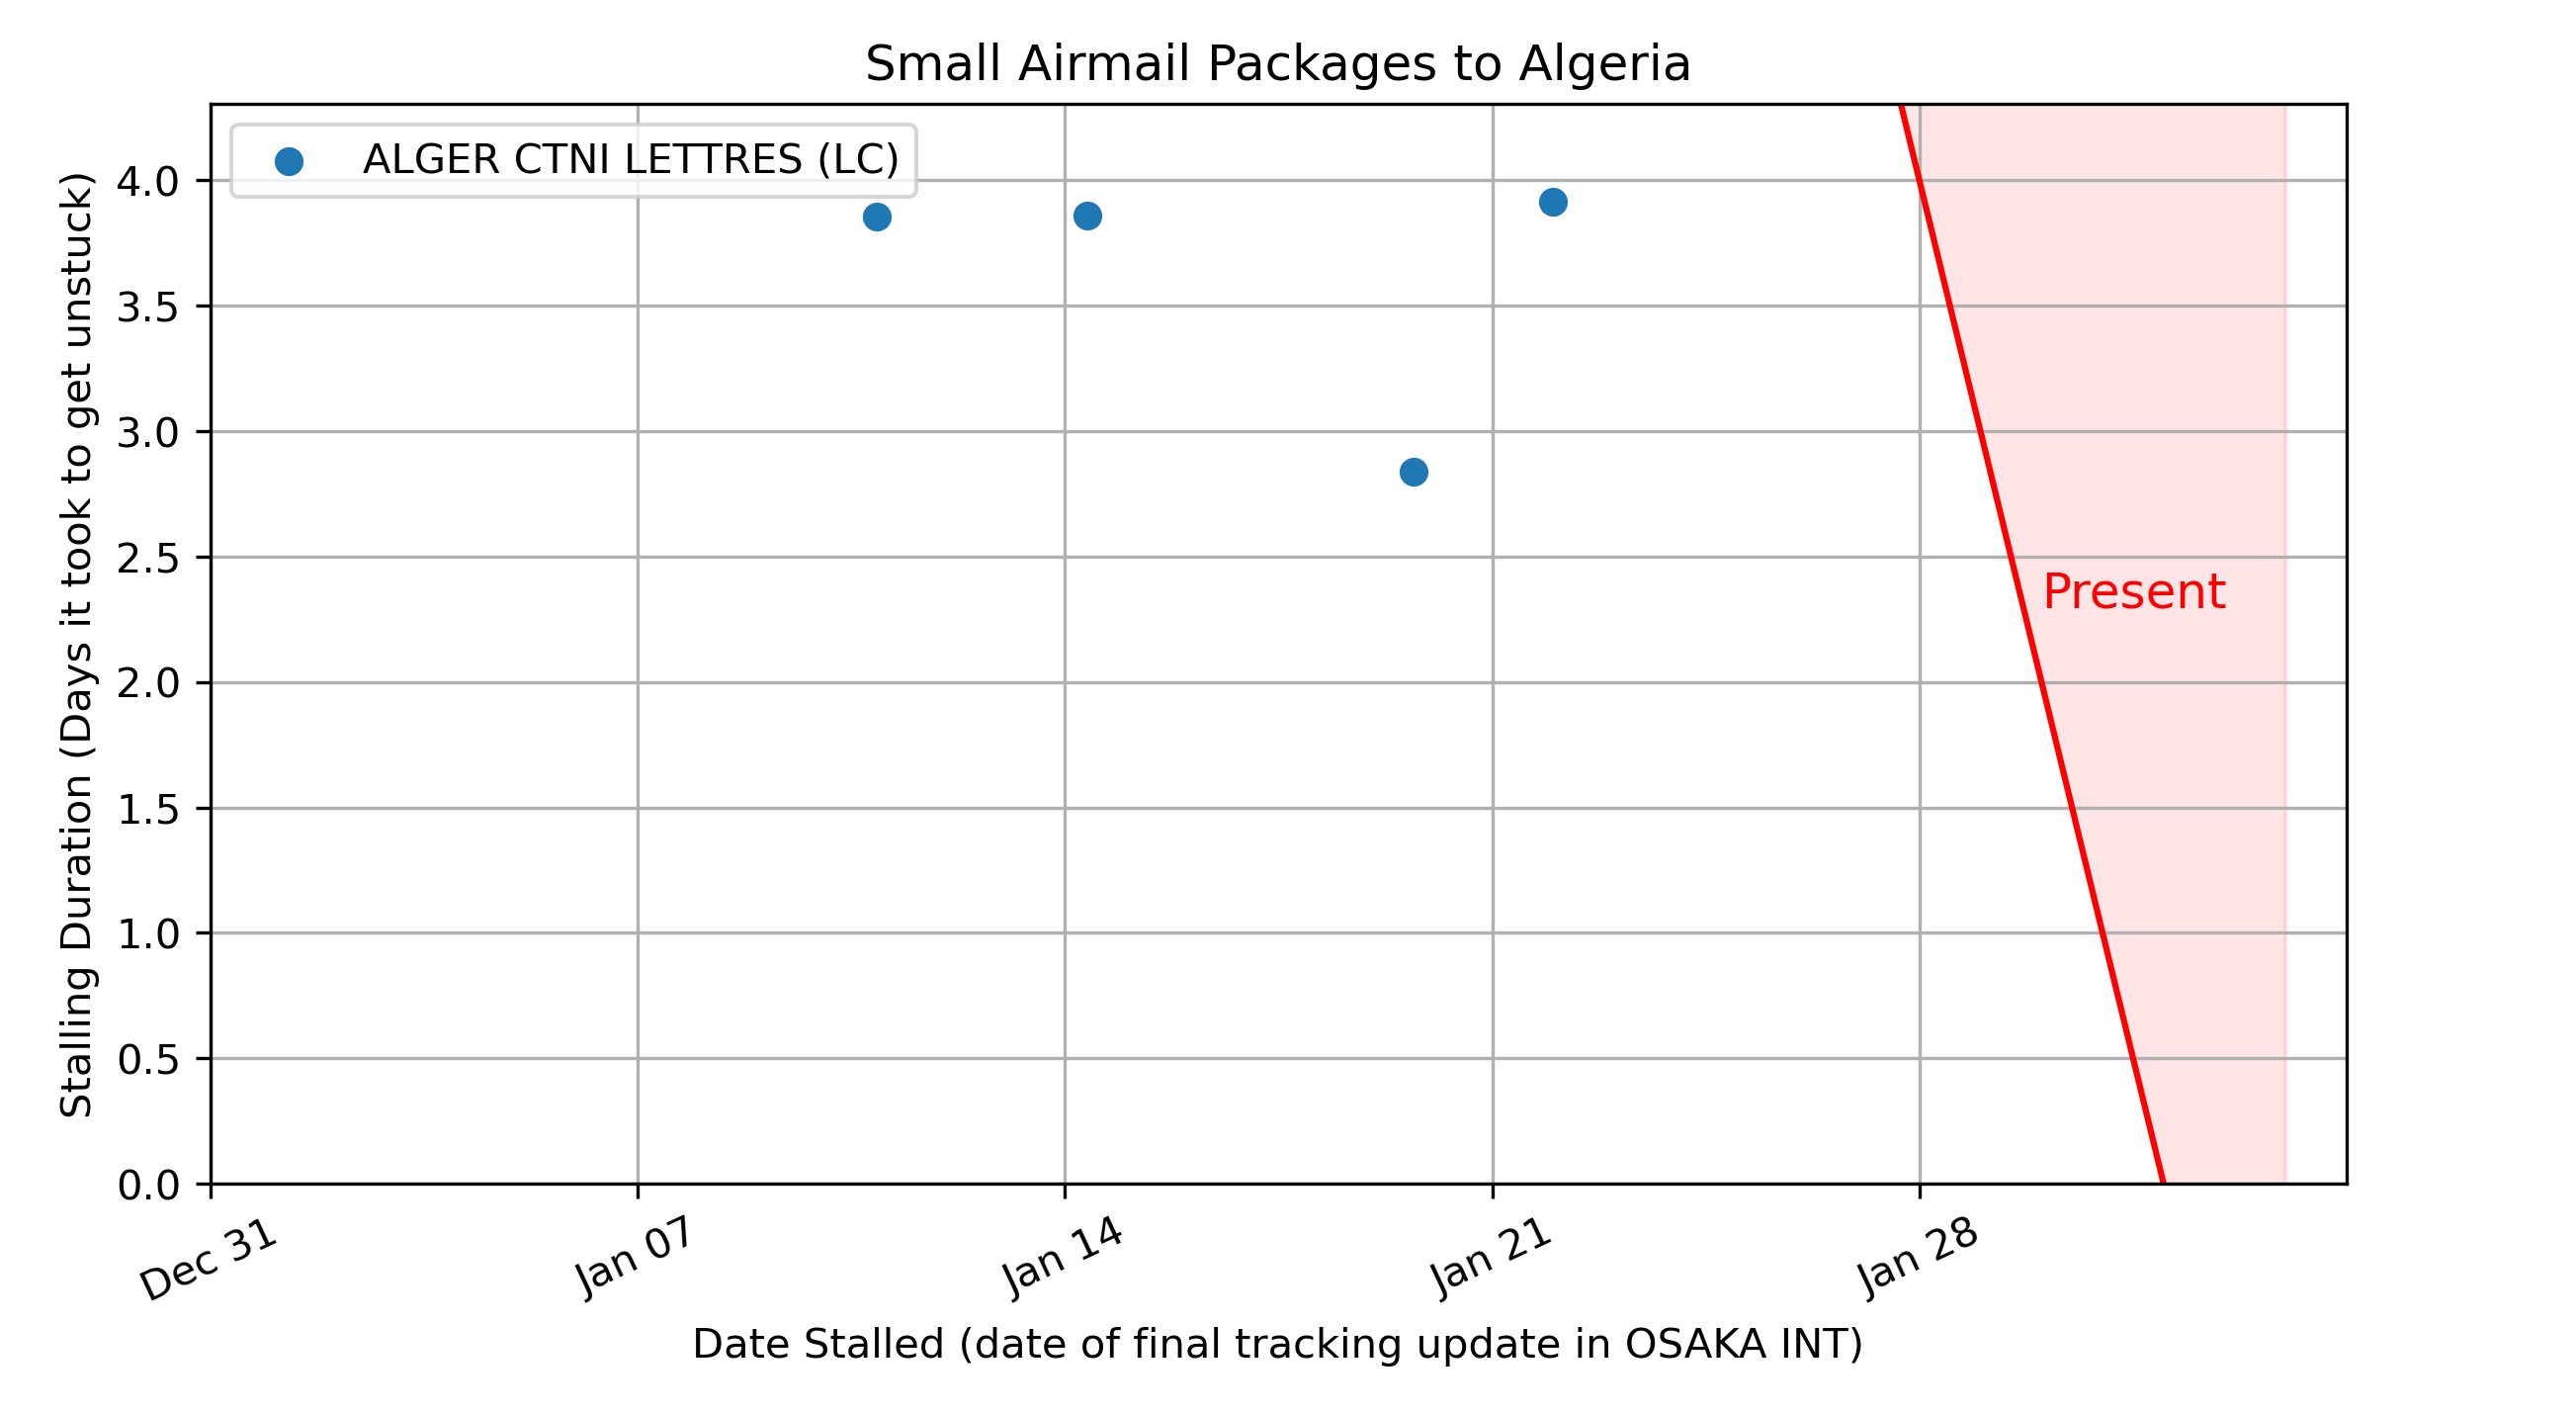 Small Airmail Packages to Algeria
ALGER CTNI LETTRES (LC)
Stalling Duration (Days it took to get unstuck)
4.0
3.5
3.0
2.5
2.0
1.5
1.0
0.5
0.0
Present
Dec 31
Jan 07
Jan 14
Jan 21
Jan 28
Date Stalled (date of final tracking update in OSAKA INT)